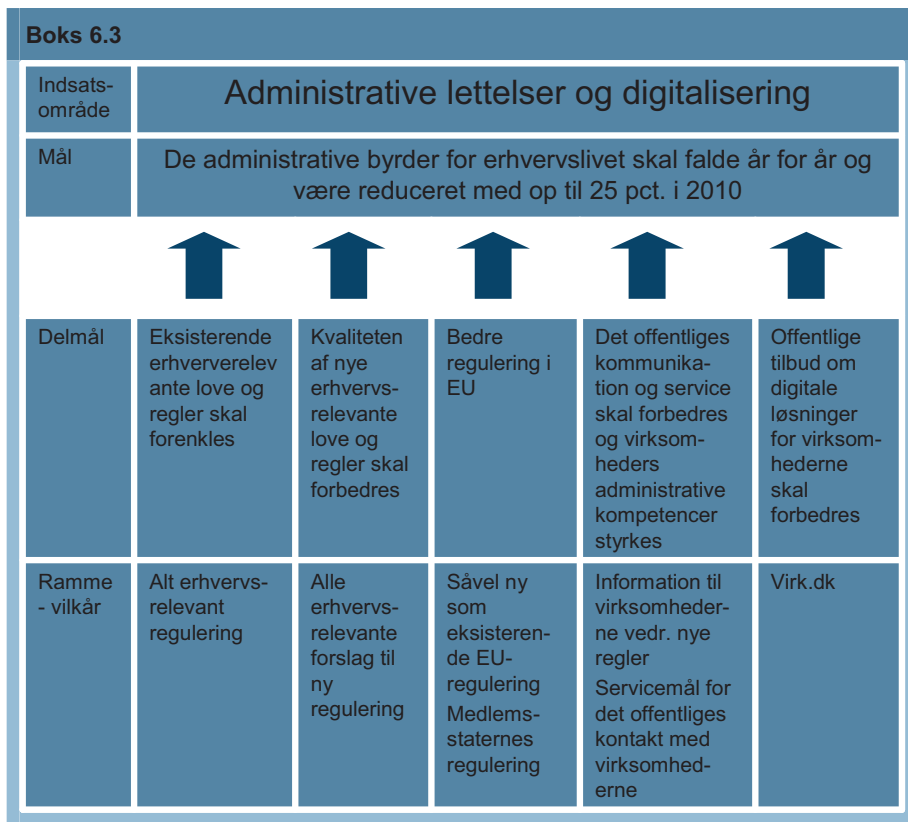 Boks 6.3
Indsats-
område
Administrative lettelser og digitalisering
Mål
De administrative byrder for erhvervslivet skal falde år for år og
være reduceret med op til 25 pct. i 2010
Delmål
Eksisterende
erhververelev
ante love og
regler skal
forenkles
Kvaliteten
af nye
erhvervs-
relevante
love og
regler skal
forbedres
Bedre
regulering i
EU
Det offentliges
kommunika-
tion og service
skal forbedres
og virksom-
heders
administrative
kompetencer
styrkes
Offentlige
tilbud om
digitale
løsninger
for virksom-
hederne
skal
forbedres
Ramme
- vilkår
Alt erhvervs-
relevant
regulering
Alle
erhvervs-
relevante
forslag til
ny
regulering
Såvel ny
som
eksisteren-
de EU-
regulering
Medlems-
staternes
regulering
Information til
virksomheder-
ne vedr. nye
regler
Servicemål for
det offentliges
kontakt med
virksomhed-
erne
Virk.dk